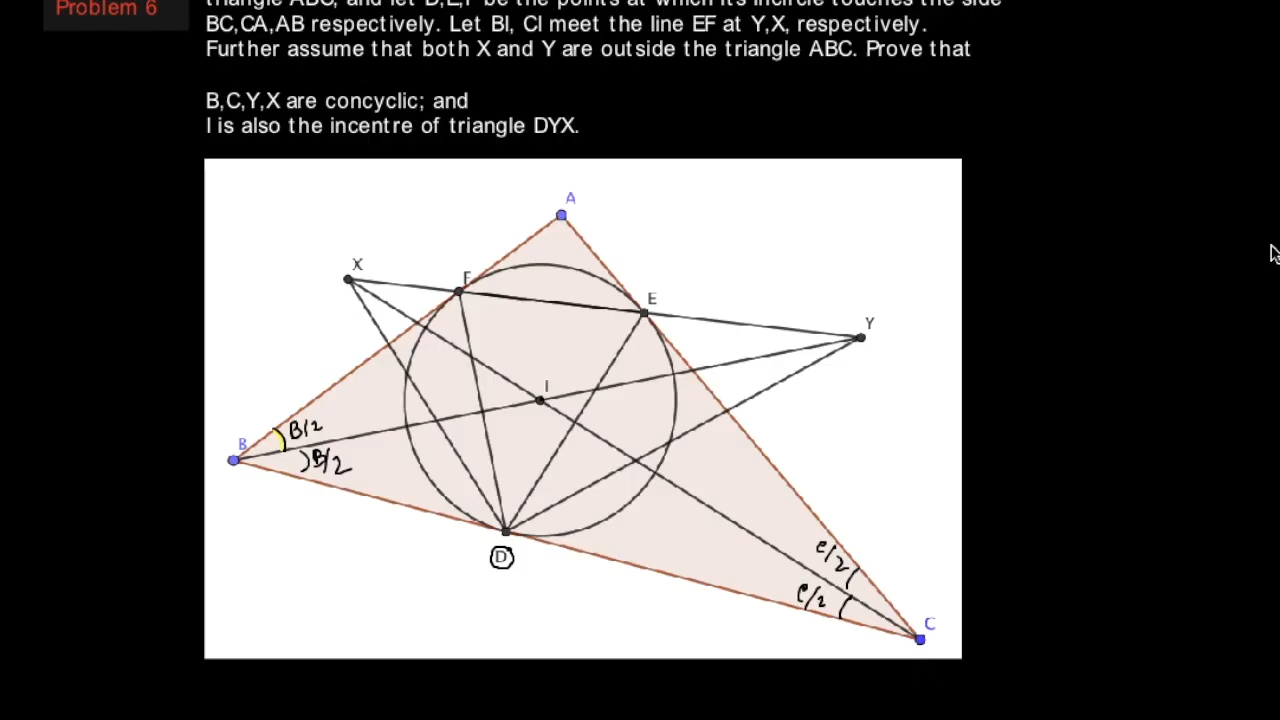 Problem 6
triangle ABC, and let D,E,F be the points at which its incircle touches the side
BC,CA,AB respectively. Let BI, CI meet the line EF at Y,X, respectively.
Further assume that both X and Y are outside the triangle ABC. Prove that
B,C,Y,X are concyclic; and
I is also the incentre of triangle DYX.
A
X
F
E
Y
I
B
B/2
B/2
D
C/2
C/2
C